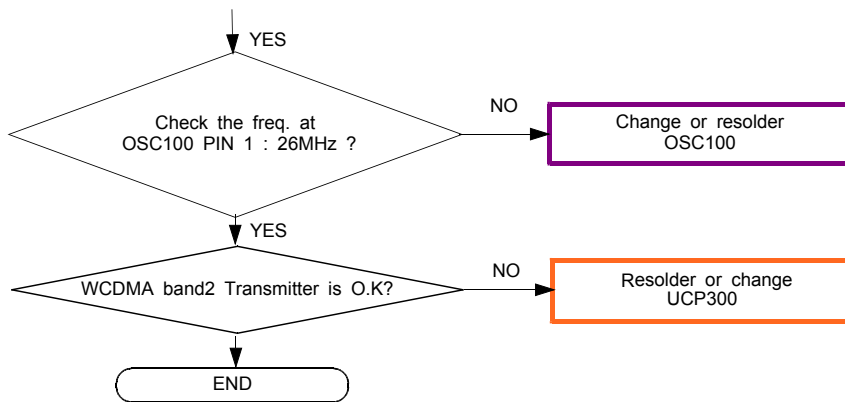 YES
Check the freq. at
OSC100 PIN 1 : 26MHz ?
NO
Change or resolder
OSC100
YES
WCDMA band2 Transmitter is O.K?
NO
Resolder or change
UCP300
END